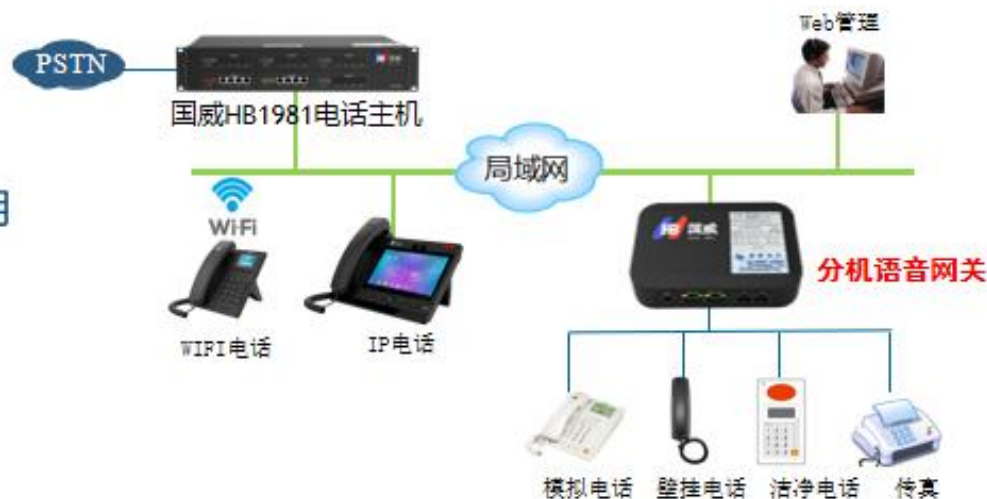 Web管理
PSTN
国威HB1981电话主机
局域网
WiFi
国威
分机语音网关
WIFI电话
IP电话
模拟电话
壁挂电话
洁净电话
传真